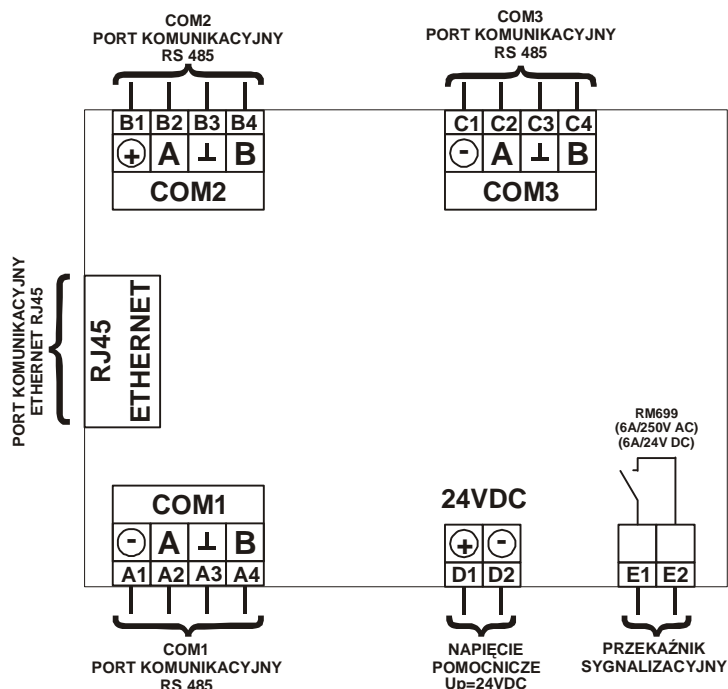 COM2
PORT KOMUNIKACYJNY
RS 485
COM3
PORT KOMUNIKACYJNY
RS 485
B1 B2 B3 B4
+ A ⊥ B
COM2
C1 C2 C3 C4
- A ⊥ B
COM3
PORT KOMUNIKACYJNY
ETHERNET RJ45
RJ45
ETHERNET
RM699
(6A/250V AC)
(6A/24V DC)
COM1
- A ⊥ B
A1 A2 A3 A4
24VDC
+ -
D1 D2
E1 E2
COM1
PORT KOMUNIKACYJNY
RS 485
NAPIĘCIE
POMOCNICZE
Up=24VDC
PRZEKAŹNIK
SYGNALIZACYJNY